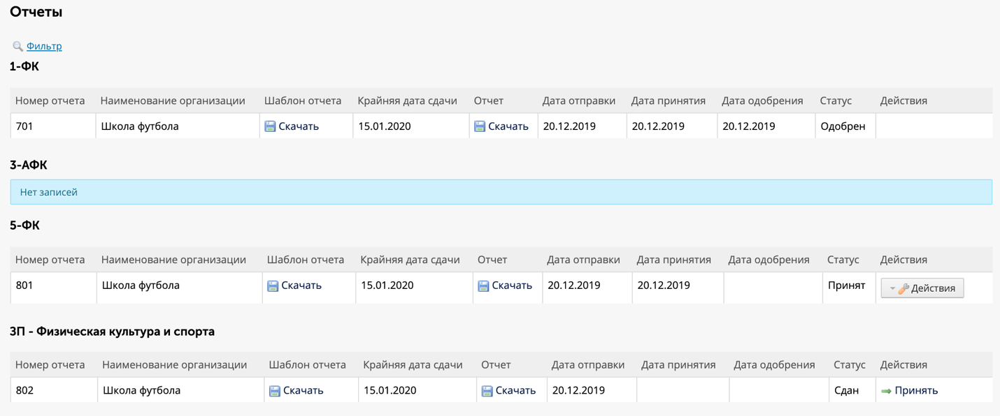 Отчеты
Фильтр
1-ФК
Номер отчета Наименование организации Шаблон отчета Крайняя дата сдачи Отчет Дата отправки Дата принятия Дата одобрения Статус Действия
701 Школа футбола Скачать 15.01.2020 Скачать 20.12.2019 20.12.2019 20.12.2019 Одобрен
3-АФК
Нет записей
5-ФК
Номер отчета Наименование организации Шаблон отчета Крайняя дата сдачи Отчет Дата отправки Дата принятия Дата одобрения Статус Действия
801 Школа футбола Скачать 15.01.2020 Скачать 20.12.2019 20.12.2019 Принят Действия
ЗП - Физическая культура и спорта
Номер отчета Наименование организации Шаблон отчета Крайняя дата сдачи Отчет Дата отправки Дата принятия Дата одобрения Статус Действия
802 Школа футбола Скачать 15.01.2020 Скачать 20.12.2019 Сдан Принять